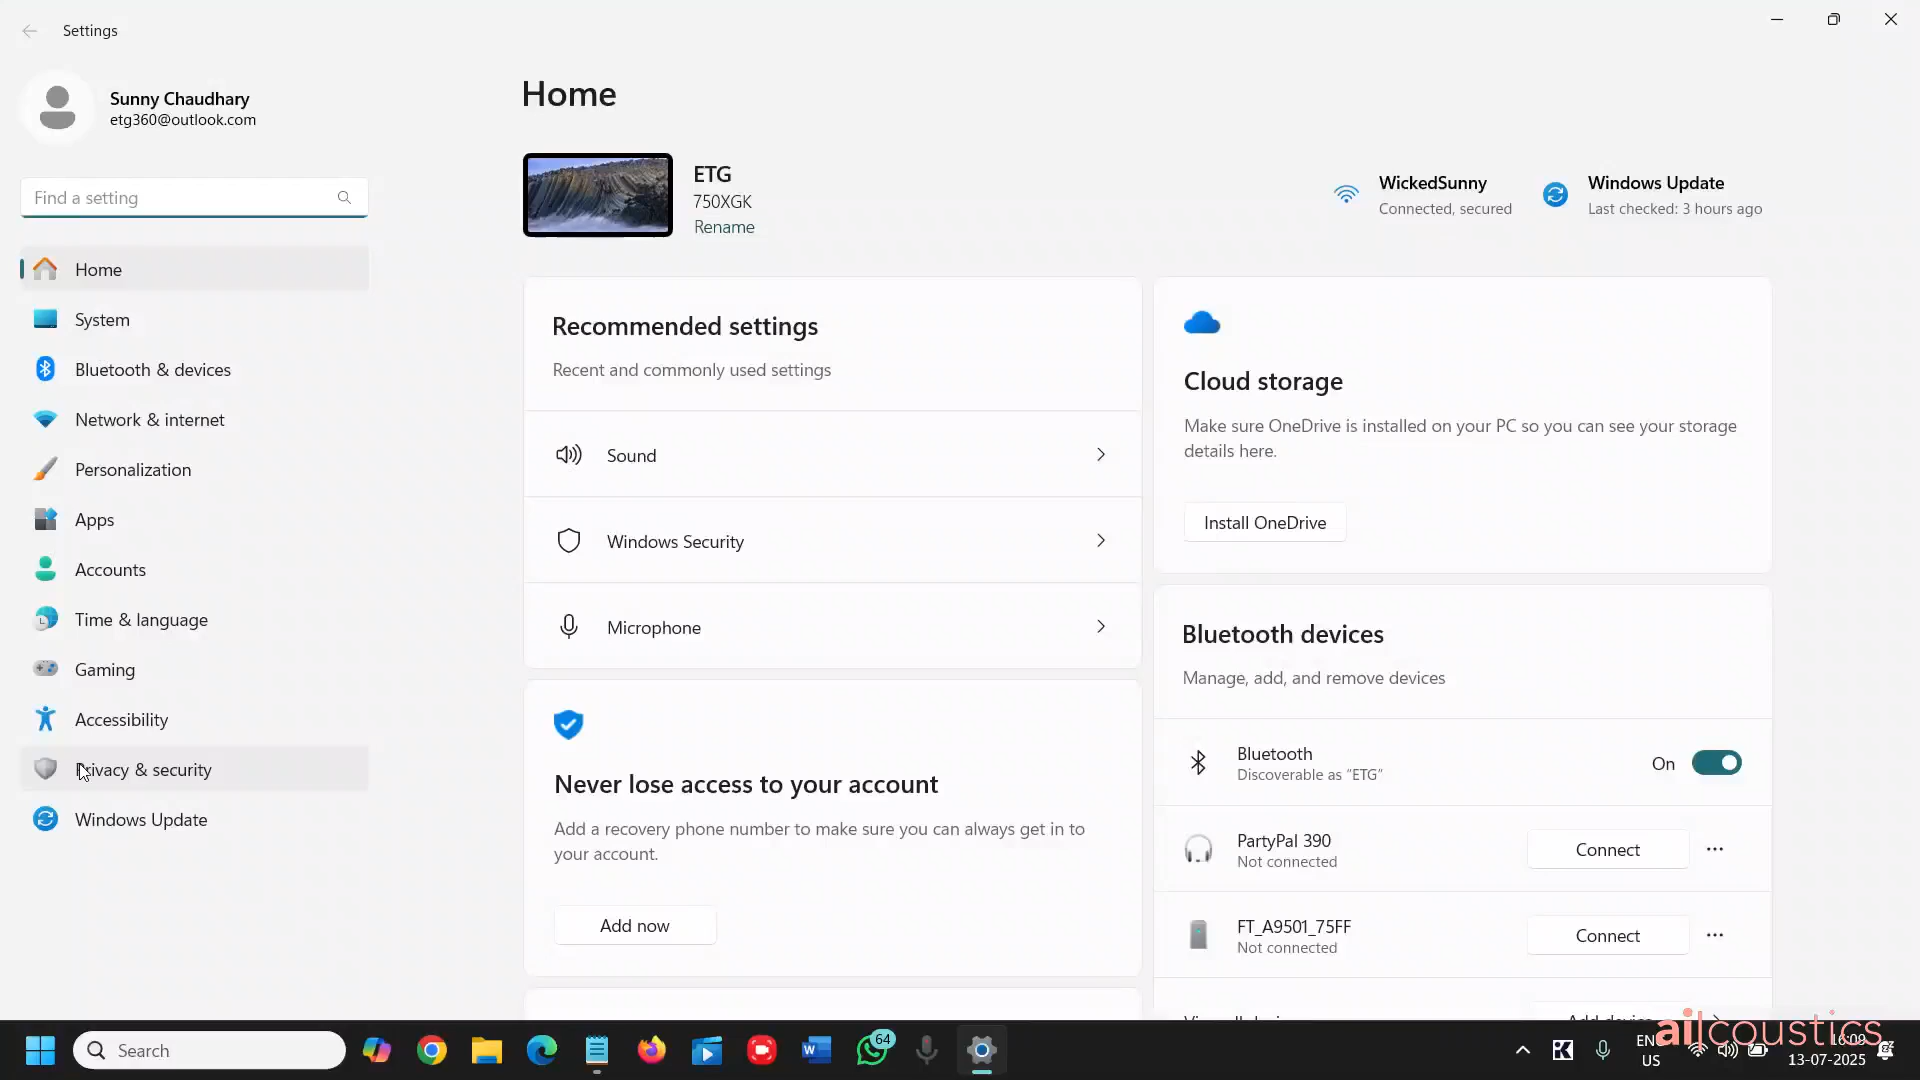 Settings
Sunny Chaudhary
etg360@outlook.com
Find a setting
Home
System
Bluetooth & devices
Network & internet
Personalization
Apps
Accounts
Time & language
Gaming
Accessibility
Privacy & security
Windows Update
Home
ETG
750XGK
Rename
WickedSunny
Connected, secured
Windows Update
Last checked: 3 hours ago
Recommended settings
Recent and commonly used settings
Sound
Windows Security
Microphone
Never lose access to your account
Add a recovery phone number to make sure you can always get in to
your account.
Add now
Cloud storage
Make sure OneDrive is installed on your PC so you can see your storage
details here.
Install OneDrive
Bluetooth devices
Manage, add, and remove devices
Bluetooth
Discoverable as "ETG"
On
PartyPal 390
Not connected
Connect
FT_A9501_75FF
Not connected
Connect
Search
64
US
16:09
13-07-2025
ailcoustics